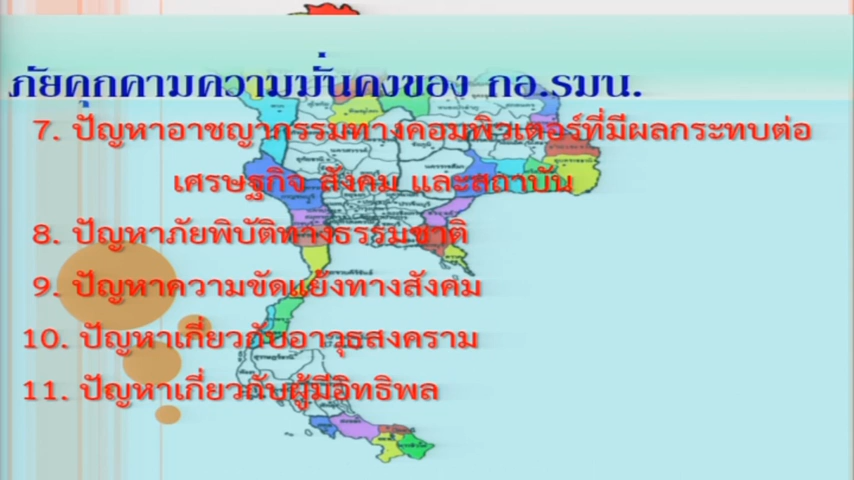 ภัยคุกคามความมั่นคงของ กอ.รมน.
7. ปัญหาอาชญากรรมทางคอมพิวเตอร์ที่มีผลกระทบต่อ
เศรษฐกิจ สังคม และสถาบัน
8. ปัญหาภัยพิบัติทางธรรมชาติ
9. ปัญหาความขัดแย้งทางสังคม
10. ปัญหาเกี่ยวกับอาวุธสงคราม
11. ปัญหาเกี่ยวกับผู้มีอิทธิพล